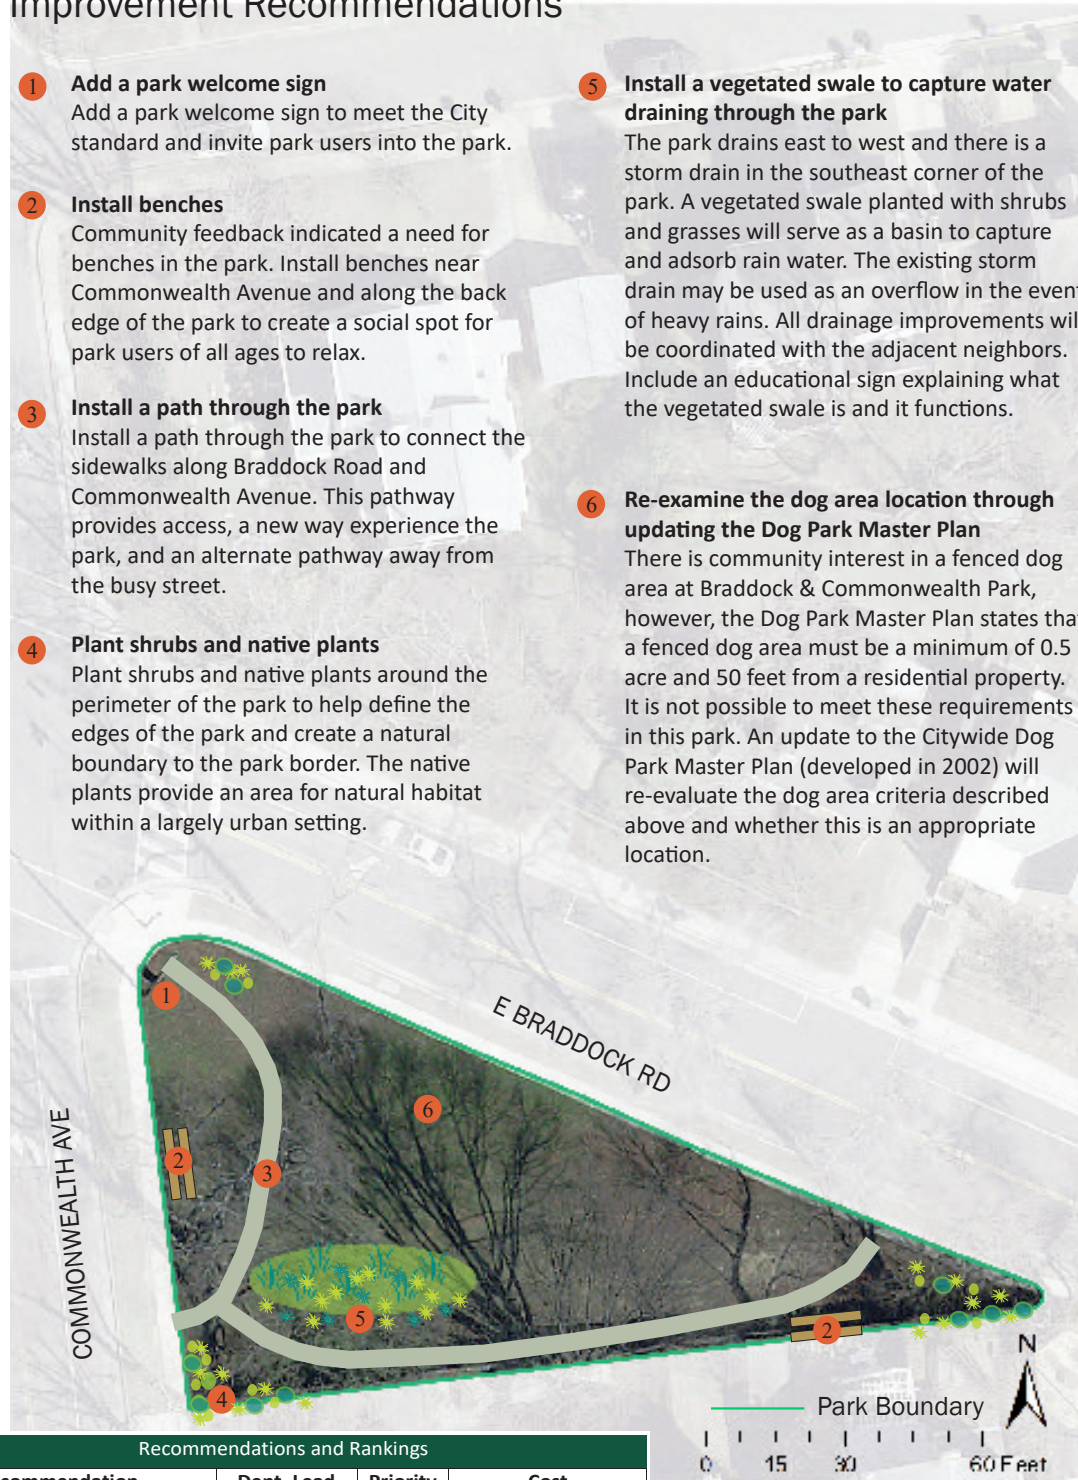 Improvement Recommendations
1 Add a park welcome sign
Add a park welcome sign to meet the City
standard and invite park users into the park.
2 Install benches
Community feedback indicated a need for
benches in the park. Install benches near
Commonwealth Avenue and along the back
edge of the park to create a social spot for
park users of all ages to relax.
3 Install a path through the park
Install a path through the park to connect the
sidewalks along Braddock Road and
Commonwealth Avenue. This pathway
provides access, a new way experience the
park, and an alternate pathway away from
the busy street.
4 Plant shrubs and native plants
Plant shrubs and native plants around the
perimeter of the park to help define the
edges of the park and create a natural
boundary to the park border. The native
plants provide an area for natural habitat
within a largely urban setting.
5 Install a vegetated swale to capture water
draining through the park
The park drains east to west and there is a
storm drain in the southeast corner of the
park. A vegetated swale planted with shrubs
and grasses will serve as a basin to capture
and adsorb rain water. The existing storm
drain may be used as an overflow in the event
of heavy rains. All drainage improvements wil
be coordinated with the adjacent neighbors.
Include an educational sign explaining what
the vegetated swale is and it functions.
6 Re-examine the dog area location through
updating the Dog Park Master Plan
There is community interest in a fenced dog
area at Braddock & Commonwealth Park,
however, the Dog Park Master Plan states that
a fenced dog area must be a minimum of 0.5
acre and 50 feet from a residential property.
It is not possible to meet these requirements
in this park. An update to the Citywide Dog
Park Master Plan (developed in 2002) will
re-evaluate the dog area criteria described
above and whether this is an appropriate
location.
1
E BRADDOCK RD
6
COMMONWEALTH AVE
2
3
5
2
4
N
Park Boundary
0 15 30 60 Feet
Recommendations and Rankings
commendation Dept. Lead Priority Cost